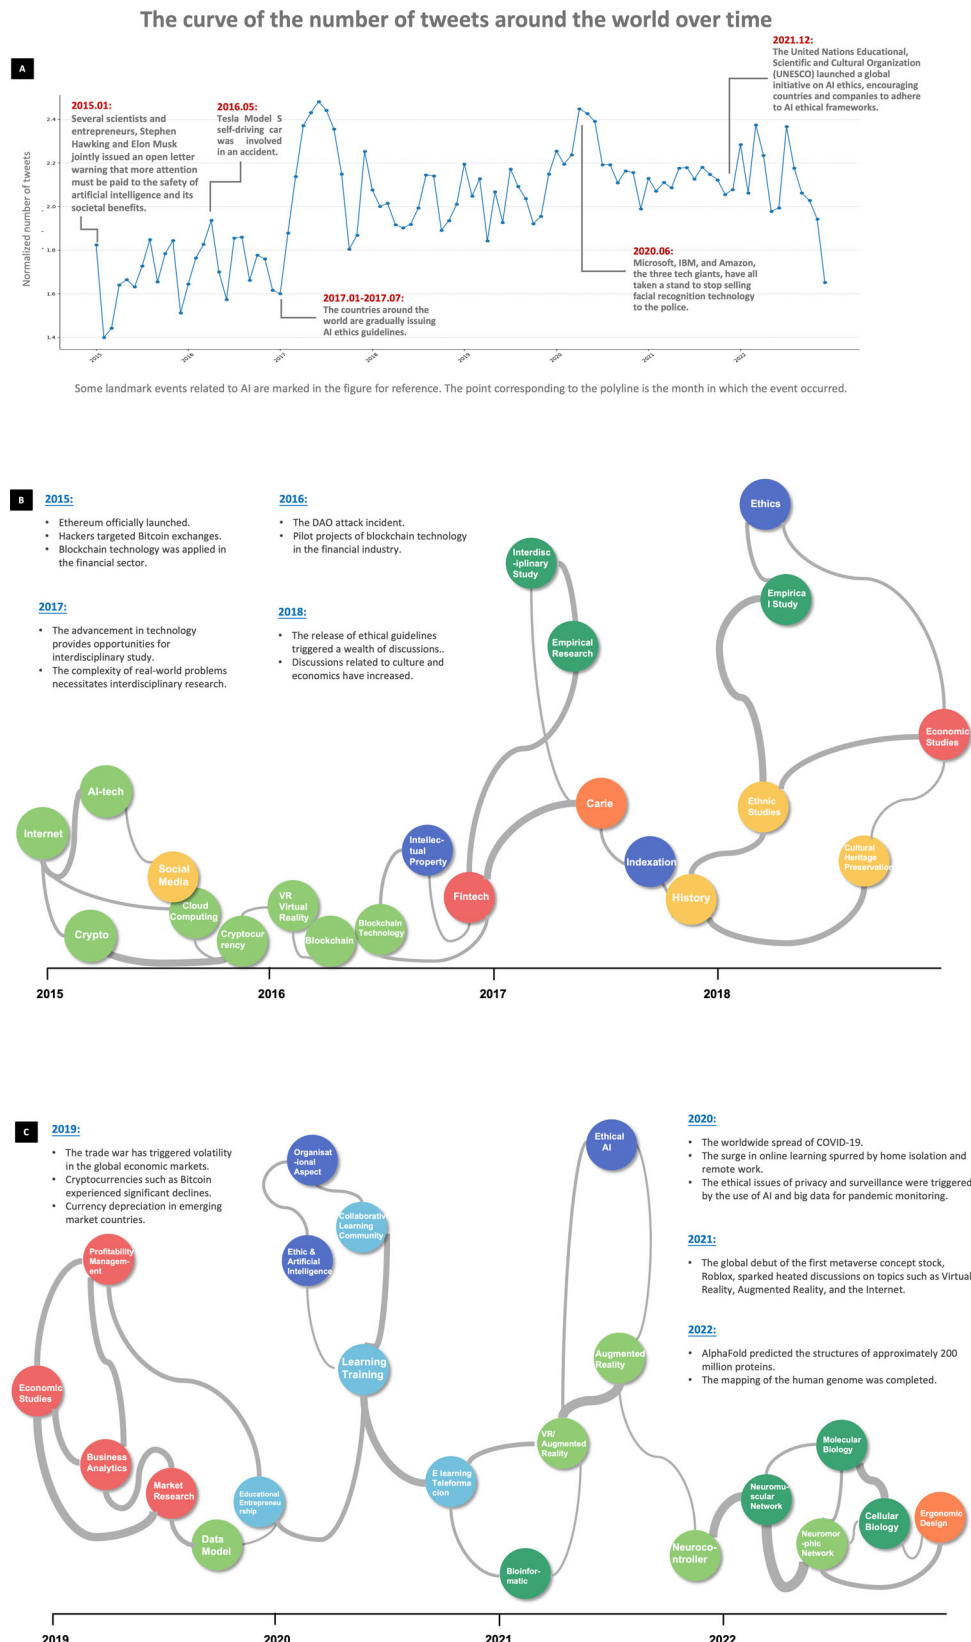 The curve of the number of tweets around the world over time
A
2021.12:
The United Nations Educational,
Scientific and Cultural Organization
(UNESCO) launched a global
initiative on AI ethics, encouraging
countries and companies to adhere
to AI ethical frameworks.
2015.01:
Several scientists and
entrepreneurs, Stephen
Hawking and Elon Musk
jointly issued an open letter
warning that more attention
must be paid to the safety of
artificial intelligence and its
societal benefits.
2016.05:
Tesla Model S
self-driving car
was involved
in an accident.
Normalized number of tweets
2.4
2.2
2.0
1.8
1.6
1.4
2020.06:
Microsoft, IBM, and Amazon,
the three tech giants, have all
taken a stand to stop selling
facial recognition technology
to the police.
2017.01-2017.07:
The countries around the
world are gradually issuing
AI ethics guidelines.
2015
2016
2017
2018
2019
2020
2021
2022
Some landmark events related to AI are marked in the figure for reference. The point corresponding to the polyline is the month in which the event occurred.
B
2015:
• Ethereum officially launched.
• Hackers targeted Bitcoin exchanges.
• Blockchain technology was applied in
the financial sector.
2016:
• The DAO attack incident.
• Pilot projects of blockchain technology
in the financial industry.
2017:
• The advancement in technology
provides opportunities for
interdisciplinary study.
• The complexity of real-world problems
necessitates interdisciplinary research.
2018:
• The release of ethical guidelines
triggered a wealth of discussions..
• Discussions related to culture and
economics have increased.
Ethics
Interdisc
-iplinary
Study
Empirica
l Study
Empirical
Research
Economic
Studies
AI-tech
Internet
Carie
Ethnic
Studies
Intellec-
tual
Property
Cultural
Heritage
Preservation
Indexation
Social
Media
Fintech
History
Cloud
Computing
VR
Virtual
Reality
Blockchain
Technology
Crypto
Cryptocur
rency
Blockchain
2015
2016
2017
2018
C
2019:
• The trade war has triggered volatility
in the global economic markets.
• Cryptocurrencies such as Bitcoin
experienced significant declines.
• Currency depreciation in emerging
market countries.
2020:
• The worldwide spread of COVID-19.
• The surge in online learning spurred by home isolation and
remote work.
• The ethical issues of privacy and surveillance were triggered
by the use of AI and big data for pandemic monitoring.
2021:
• The global debut of the first metaverse concept stock,
Roblox, sparked heated discussions on topics such as Virtual
Reality, Augmented Reality, and the Internet.
2022:
• AlphaFold predicted the structures of approximately 200
million proteins.
• The mapping of the human genome was completed.
Organisat
-ional
Aspect
Ethical
AI
Collaborativ
Learning
Community
Profitability
Managem-
ent
Ethic &
Artificial
Intelligence
Learning
Training
Augmented
Reality
Economic
Studies
VR/
Augmented
Reality
Molecular
Biology
Business
Analytics
E learning
Teleforma
cion
Market
Research
Neuromu-
scular
Network
Educational
Entrepreneu
rship
Cellular
Biology
Ergonomic
Design
Data
Model
Neuroco-
ntroller
Neuromor
-phic
Network
Bioinfor-
matic
2019
2020
2021
2022